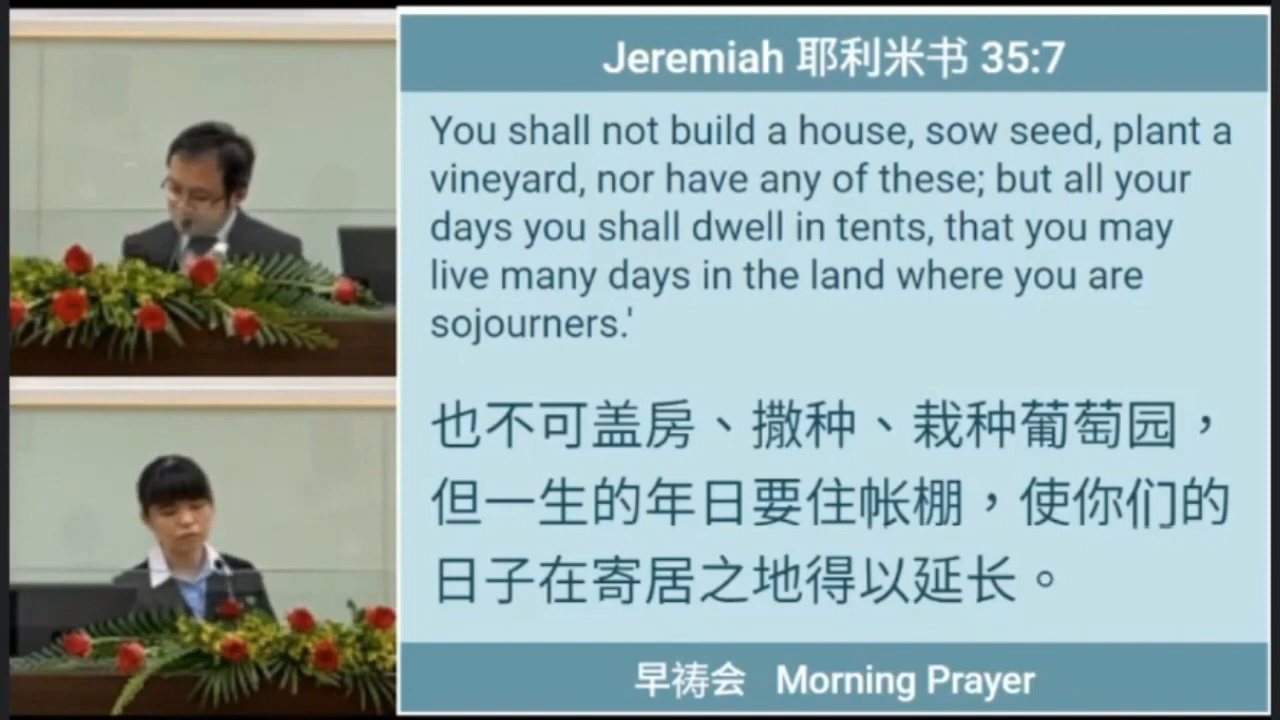 Jeremiah 耶利米书 35:7
You shall not build a house, sow seed, plant a
vineyard, nor have any of these; but all your
days you shall dwell in tents, that you may
live many days in the land where you are
sojourners.'
也不可盖房、撒种、栽种葡萄园，
但一生的年日要住帐棚，使你们的
日子在寄居之地得以延长。
早祷会 Morning Prayer